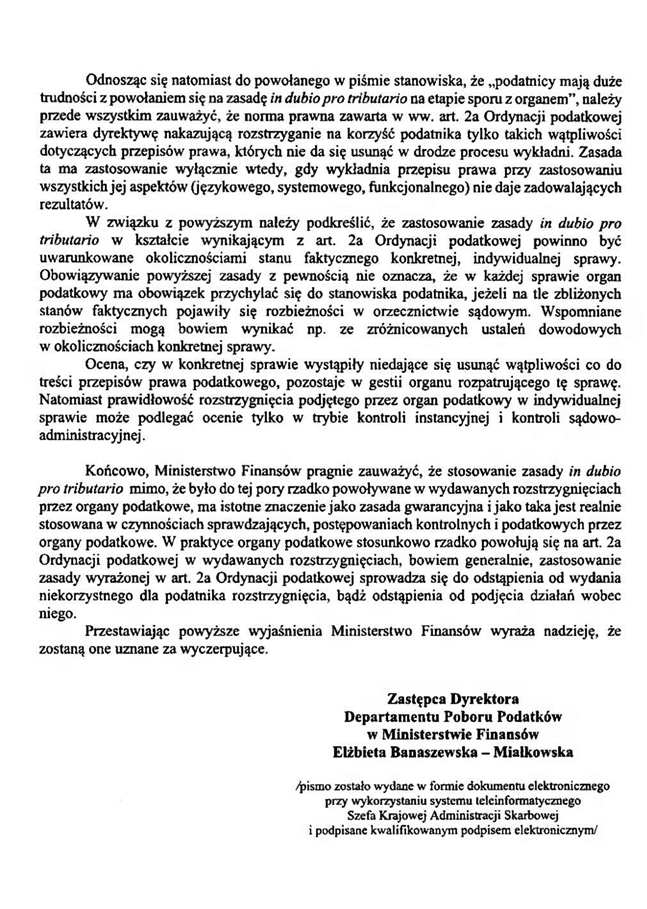 Odnosząc się natomiast do powołanego w piśmie stanowiska, że „podatnicy mają duże
trudności z powołaniem się na zasadę in dubio pro tributario na etapie sporu z organem”, należy
przede wszystkim zauważyć, że norma prawna zawarta w ww. art. 2a Ordynacji podatkowej
zawiera dyrektywę nakazującą rozstrzyganie na korzyść podatnika tylko takich wątpliwości
dotyczących przepisów prawa, których nie da się usunąć w drodze procesu wykładni. Zasada
ta ma zastosowanie wyłącznie wtedy, gdy wykładnia przepisu prawa przy zastosowaniu
wszystkich jej aspektów (językowego, systemowego, funkcjonalnego) nie daje zadowalających
rezultatów.
W związku z powyższym należy podkreślić, że zastosowanie zasady in dubio pro
tributario w kształcie wynikającym z art. 2a Ordynacji podatkowej powinno być
uwarunkowane okolicznościami stanu faktycznego konkretnej, indywidualnej sprawy.
Obowiązywanie powyższej zasady z pewnością nie oznacza, że w każdej sprawie organ
podatkowy ma obowiązek przychylać się do stanowiska podatnika, jeżeli na tle zbliżonych
stanów faktycznych pojawiły się rozbieżności w orzecznictwie sądowym. Wspomniane
rozbieżności mogą bowiem wynikać np. ze zróżnicowanych ustaleń dowodowych
w okolicznościach konkretnej sprawy.
Ocena, czy w konkretnej sprawie wystąpiły niedające się usunąć wątpliwości co do
treści przepisów prawa podatkowego, pozostaje w gestii organu rozpatrującego tę sprawę.
Natomiast prawidłowość rozstrzygnięcia podjętego przez organ podatkowy w indywidualnej
sprawie może podlegać ocenie tylko w trybie kontroli instancyjnej i kontroli sądowo-
administracyjnej.
Końcowo, Ministerstwo Finansów pragnie zauważyć, że stosowanie zasady in dubio
pro tributario mimo, że było do tej pory rzadko powoływane w wydawanych rozstrzygnięciach
przez organy podatkowe, ma istotne znaczenie jako zasada gwarancyjna i jako taka jest realnie
stosowana w czynnościach sprawdzających, postępowaniach kontrolnych i podatkowych przez
organy podatkowe. W praktyce organy podatkowe stosunkowo rzadko powołują się na art. 2a
Ordynacji podatkowej w wydawanych rozstrzygnięciach, bowiem generalnie, zastosowanie
zasady wyrażonej w art. 2a Ordynacji podatkowej sprowadza się do odstąpienia od wydania
niekorzystnego dla podatnika rozstrzygnięcia, bądź odstąpienia od podjęcia działań wobec
niego.
Przestawiając powyższe wyjaśnienia Ministerstwo Finansów wyraża nadzieję, że
zostaną one uznane za wyczerpujące.
Zastępca Dyrektora
Departamentu Poboru Podatków
w Ministerstwie Finansów
Elżbieta Banaszewska – Miałkowska
/pismo zostało wydane w formie dokumentu elektronicznego
przy wykorzystaniu systemu teleinformatycznego
Szefa Krajowej Administracji Skarbowej
i podpisane kwalifikowanym podpisem elektronicznym/